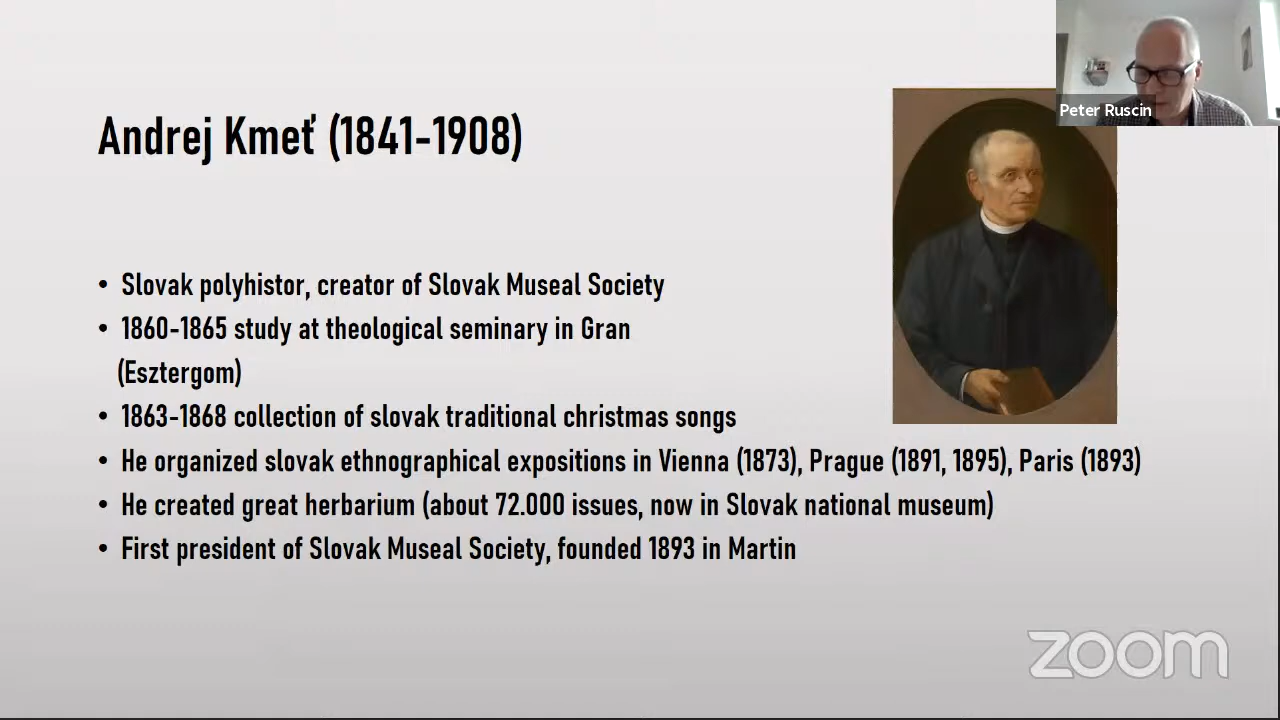 Peter Ruscin
Andrej Kmeť (1841-1908)
• Slovak polyhistor, creator of Slovak Museal Society
• 1860-1865 study at theological seminary in Gran
(Esztergom)
• 1863-1868 collection of slovak traditional christmas songs
• He organized slovak ethnographical expositions in Vienna (1873), Prague (1891, 1895), Paris (1893)
• He created great herbarium (about 72.000 issues, now in Slovak national museum)
• First president of Slovak Museal Society, founded 1893 in Martin
zoom